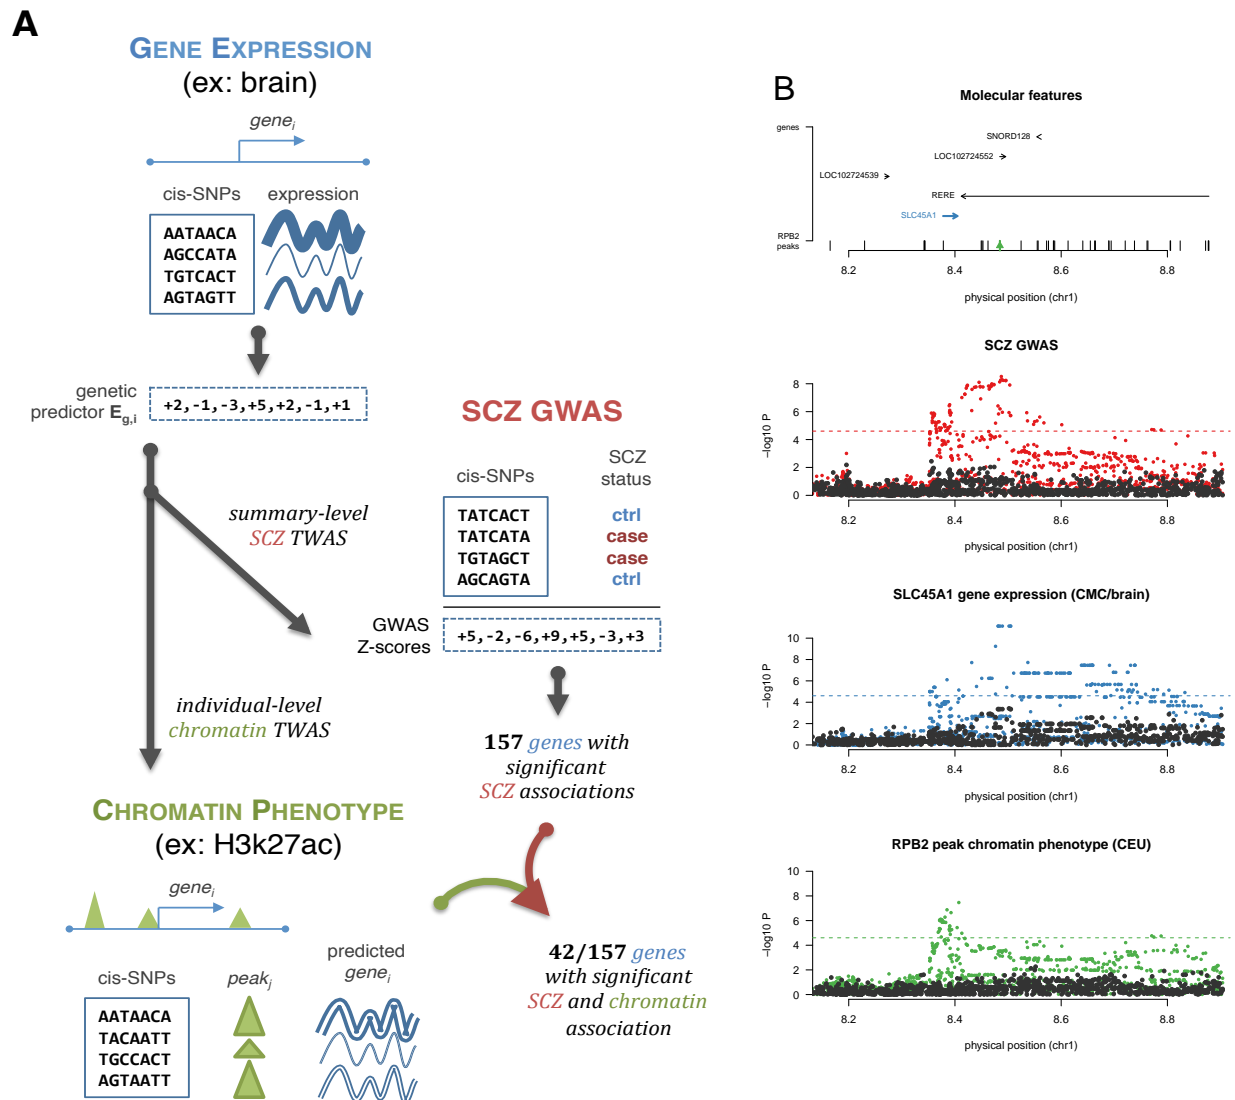 A
GENE EXPRESSION
(ex: brain)
gene_i
cis-SNPs
expression
AATAACA
AGCCATA
TGTCACT
AGTAGTT
genetic
predictor E_g,i
+2,-1,-3,+5,+2,-1,+1
summary-level
SCZ TWAS
individual-level
chromatin TWAS
SCZ GWAS
cis-SNPs
SCZ
status
TATCACT
ctrl
TATCATA
case
TGTAGCT
case
AGCAGTA
ctrl
GWAS
Z-scores
+5,-2,-6,+9,+5,-3,+3
157 genes with
significant
SCZ associations
CHROMATIN PHENOTYPE
(ex: H3k27ac)
gene_i
cis-SNPs
peak_j
predicted
gene_i
AATAACA
TACAATT
TGCCACT
AGTAATT
42/157 genes
with significant
SCZ and chromatin
association
B
Molecular features
genes
SNORD128
LOC102724552
LOC102724539
RERE
SLC45A1
RPB2
peaks
8.2 8.4 8.6 8.8
physical position (chr1)
SCZ GWAS
−log10 P
8
6
4
2
0
8.2 8.4 8.6 8.8
physical position (chr1)
SLC45A1 gene expression (CMC/brain)
−log10 P
10
8
6
4
2
0
8.2 8.4 8.6 8.8
physical position (chr1)
RPB2 peak chromatin phenotype (CEU)
−log10 P
10
8
6
4
2
0
8.2 8.4 8.6 8.8
physical position (chr1)